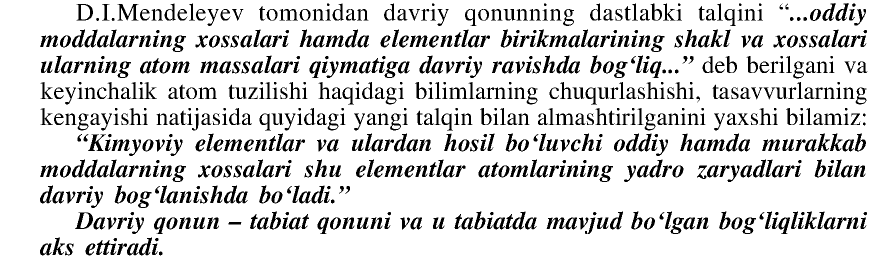 D.I.Mendeleyev tomonidan davriy qonunning dastlabki talqini “...oddiy
moddalarning xossalari hamda elementlar birikmalarining shakl va xossalari
ularning atom massalari qiymatiga davriy ravishda bog‘liq...” deb berilgani va
keyinchalik atom tuzilishi haqidagi bilimlarning chuqurlashishi, tasavvurlarning
kengayishi natijasida quyidagi yangi talqin bilan almashtirilganini yaxshi bilamiz:
“Kimyoviy elementlar va ulardan hosil bo‘luvchi oddiy hamda murakkab
moddalarning xossalari shu elementlar atomlarining yadro zaryadlari bilan
davriy bog‘lanishda bo‘ladi.”
Davriy qonun – tabiat qonuni va u tabiatda mavjud bo‘lgan bog‘liqliklarni
aks ettiradi.